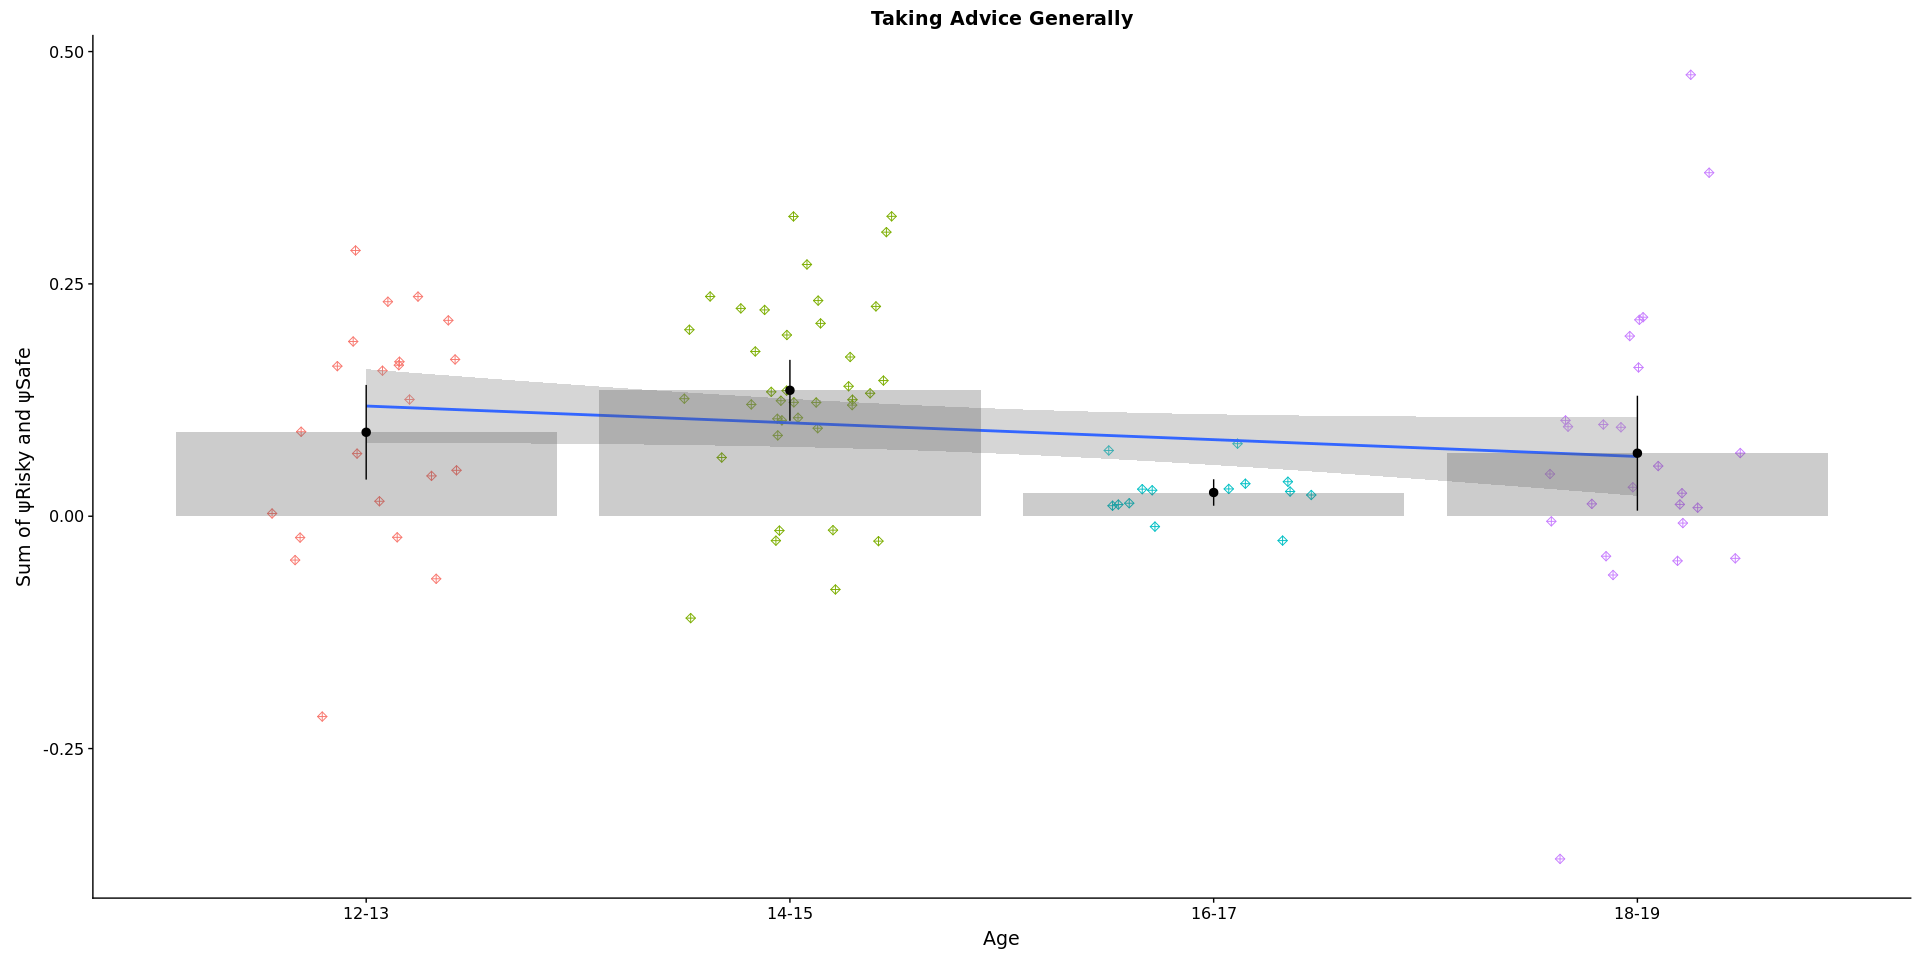 Taking Advice Generally
Sum of ψRisky and ψSafe
0.50
0.25
0.00
-0.25
12-13
14-15
16-17
18-19
Age